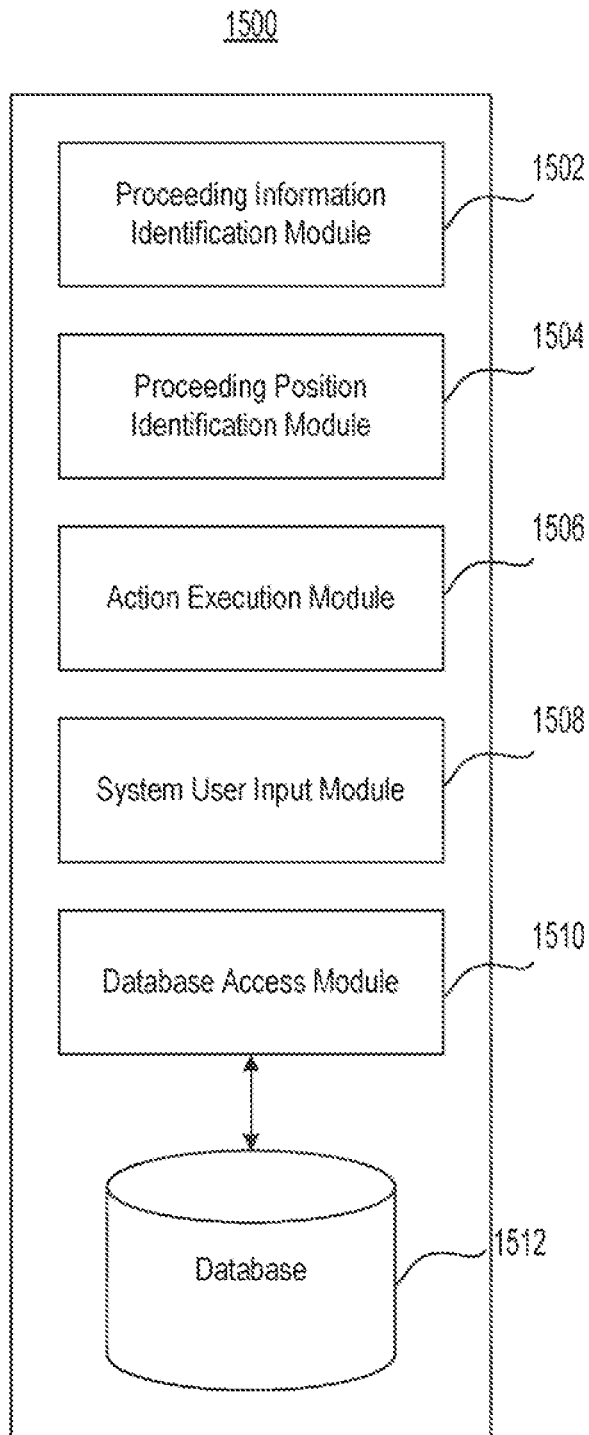 1500
Proceeding Information
Identification Module
1502
Proceeding Position
Identification Module
1504
Action Execution Module
1506
System User Input Module
1508
Database Access Module
1510
Database
1512